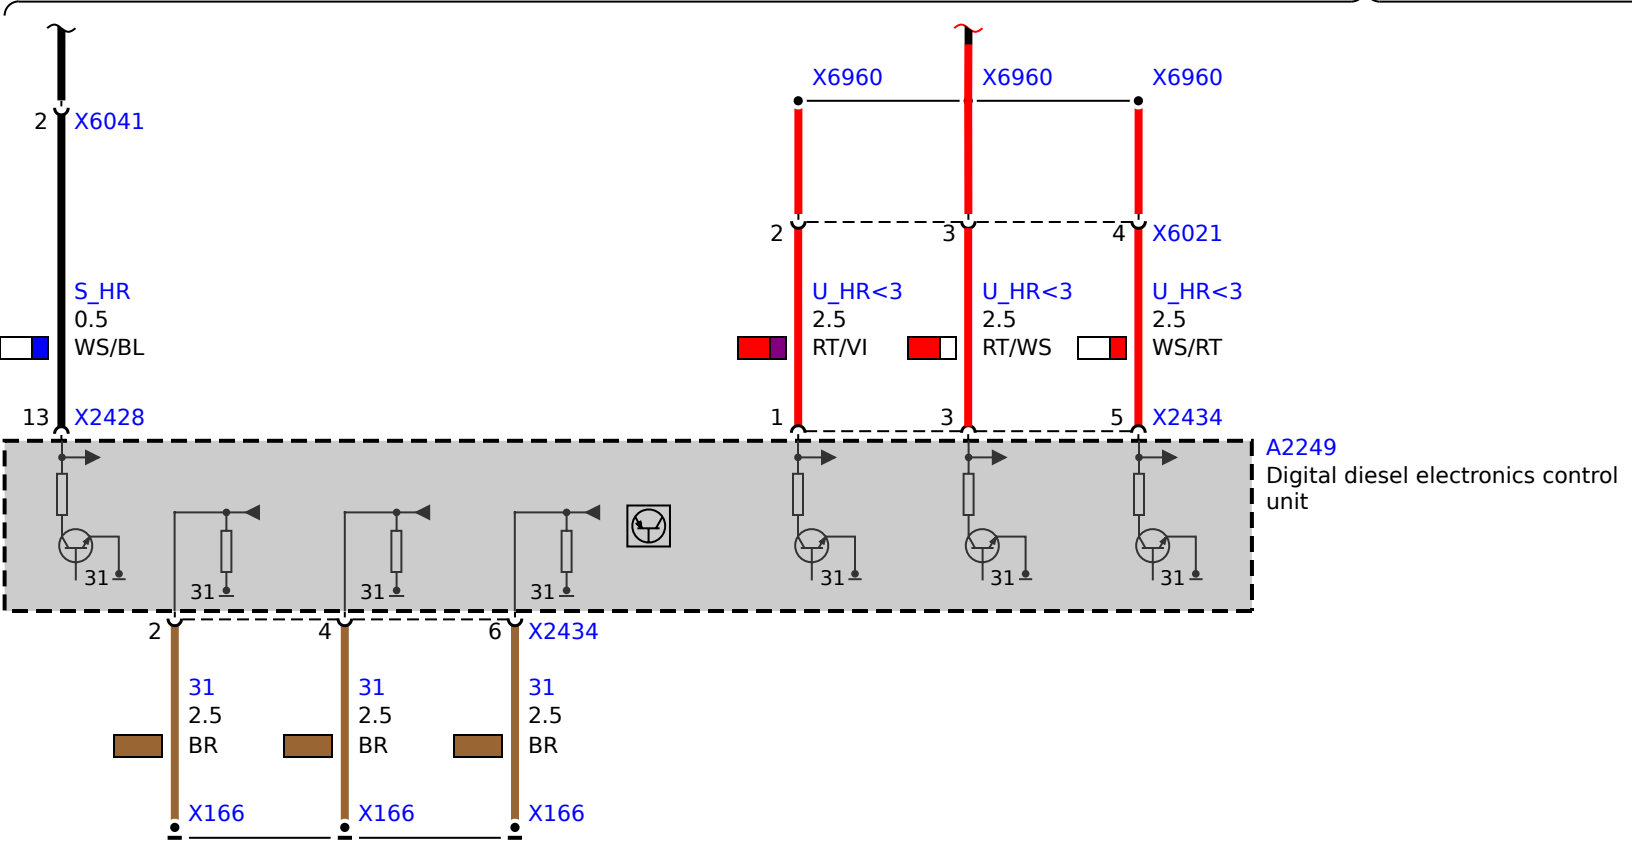 X6960 X6960 X6960
2 X6041
2 3 4 X6021
S_HR U_HR<3 U_HR<3 U_HR<3
0.5 2.5 2.5 2.5
WS/BL RT/VI RT/WS WS/RT
13 X2428 1 3 5 X2434
A2249
Digital diesel electronics control
unit
31 31 31 31
31 31 31
2 4 6 X2434
31 31 31
2.5 2.5 2.5
BR BR BR
X166 X166 X166